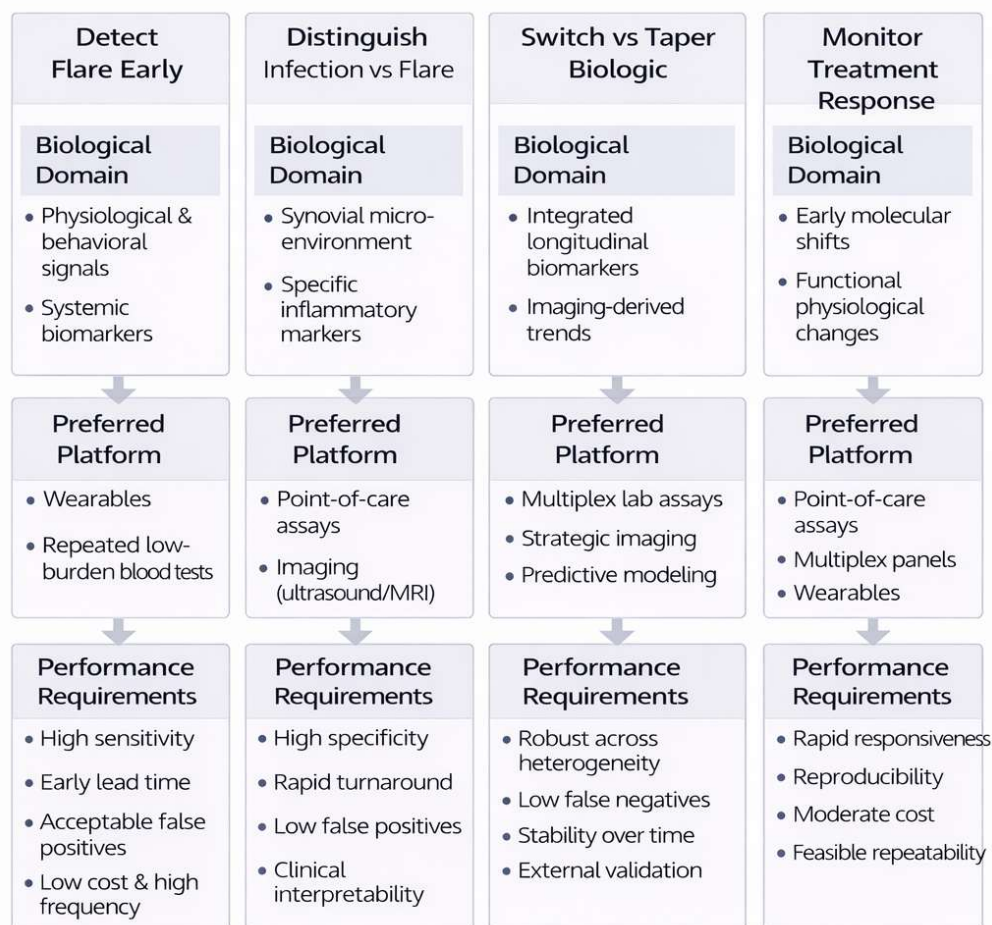 Detect
Flare Early
Biological
Domain
• Physiological &
behavioral
signals
• Systemic
biomarkers
Preferred
Platform
• Wearables
• Repeated low-
burden blood tests
Performance
Requirements
• High sensitivity
• Early lead time
• Acceptable false
positives
• Low cost & high
frequency
Distinguish
Infection vs Flare
Biological
Domain
• Synovial micro-
environment
• Specific
inflammatory
markers
Preferred
Platform
• Point-of-care
assays
• Imaging
(ultrasound/MRI)
Performance
Requirements
• High specificity
• Rapid turnaround
• Low false positives
• Clinical
interpretability
Switch vs Taper
Biologic
Biological
Domain
• Integrated
longitudinal
biomarkers
• Imaging-derived
trends
Preferred
Platform
• Multiplex lab assays
• Strategic imaging
• Predictive modeling
Performance
Requirements
• Robust across
heterogeneity
• Low false negatives
• Stability over time
• External validation
Monitor
Treatment
Response
Biological
Domain
• Early molecular
shifts
• Functional
physiological
changes
Preferred
Platform
• Point-of-care
assays
• Multiplex panels
• Wearables
Performance
Requirements
• Rapid responsiveness
• Reproducibility
• Moderate cost
• Feasible repeatability